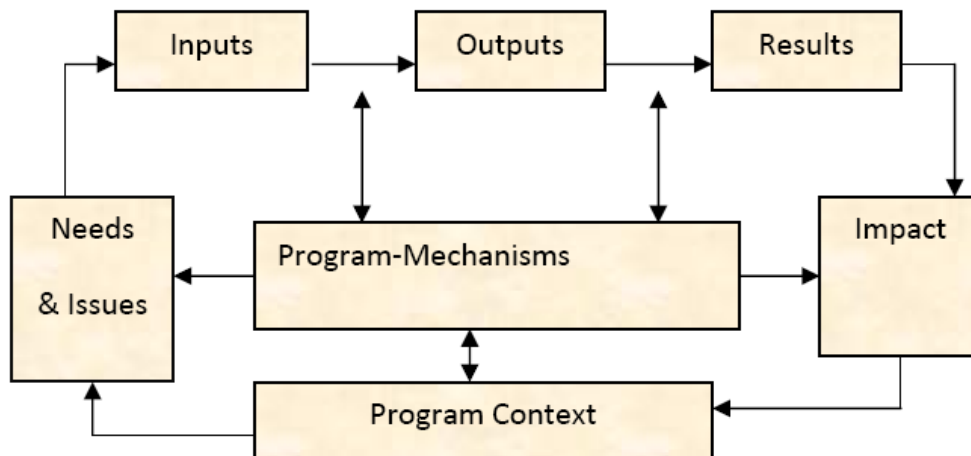 Inputs
Outputs
Results
Needs
& Issues
Program-Mechanisms
Impact
Program Context